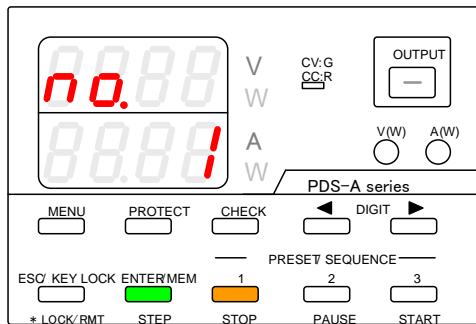 no.
1
V
W
A
W
CV:G
CC:R
OUTPUT
V(W) A(W)
PDS-A series
MENU PROTECT CHECK ◀ DIGIT ▶
PRESET/ SEQUENCE
ESC/ KEY LOCK ENTER/MEM 1 2 3
* LOCK/RMT STEP STOP PAUSE START